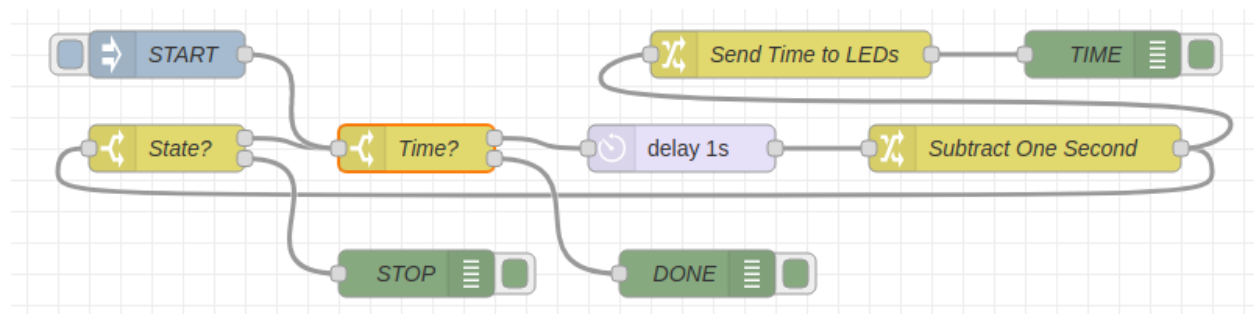 START
Send Time to LEDs
TIME
State?
Time?
delay 1s
Subtract One Second
STOP
DONE